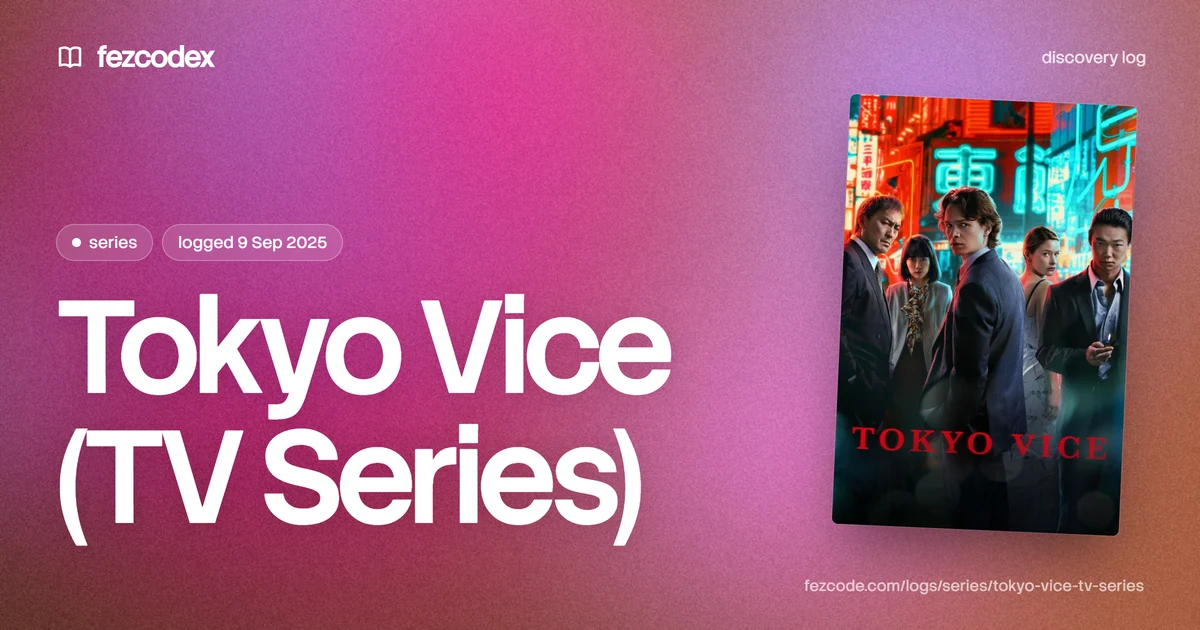 fezcodex
discovery log
series
logged 9 Sep 2025
Tokyo Vice
(TV Series)
東
TOKYO VICE
fezcode.com/logs/series/tokyo-vice-tv-series